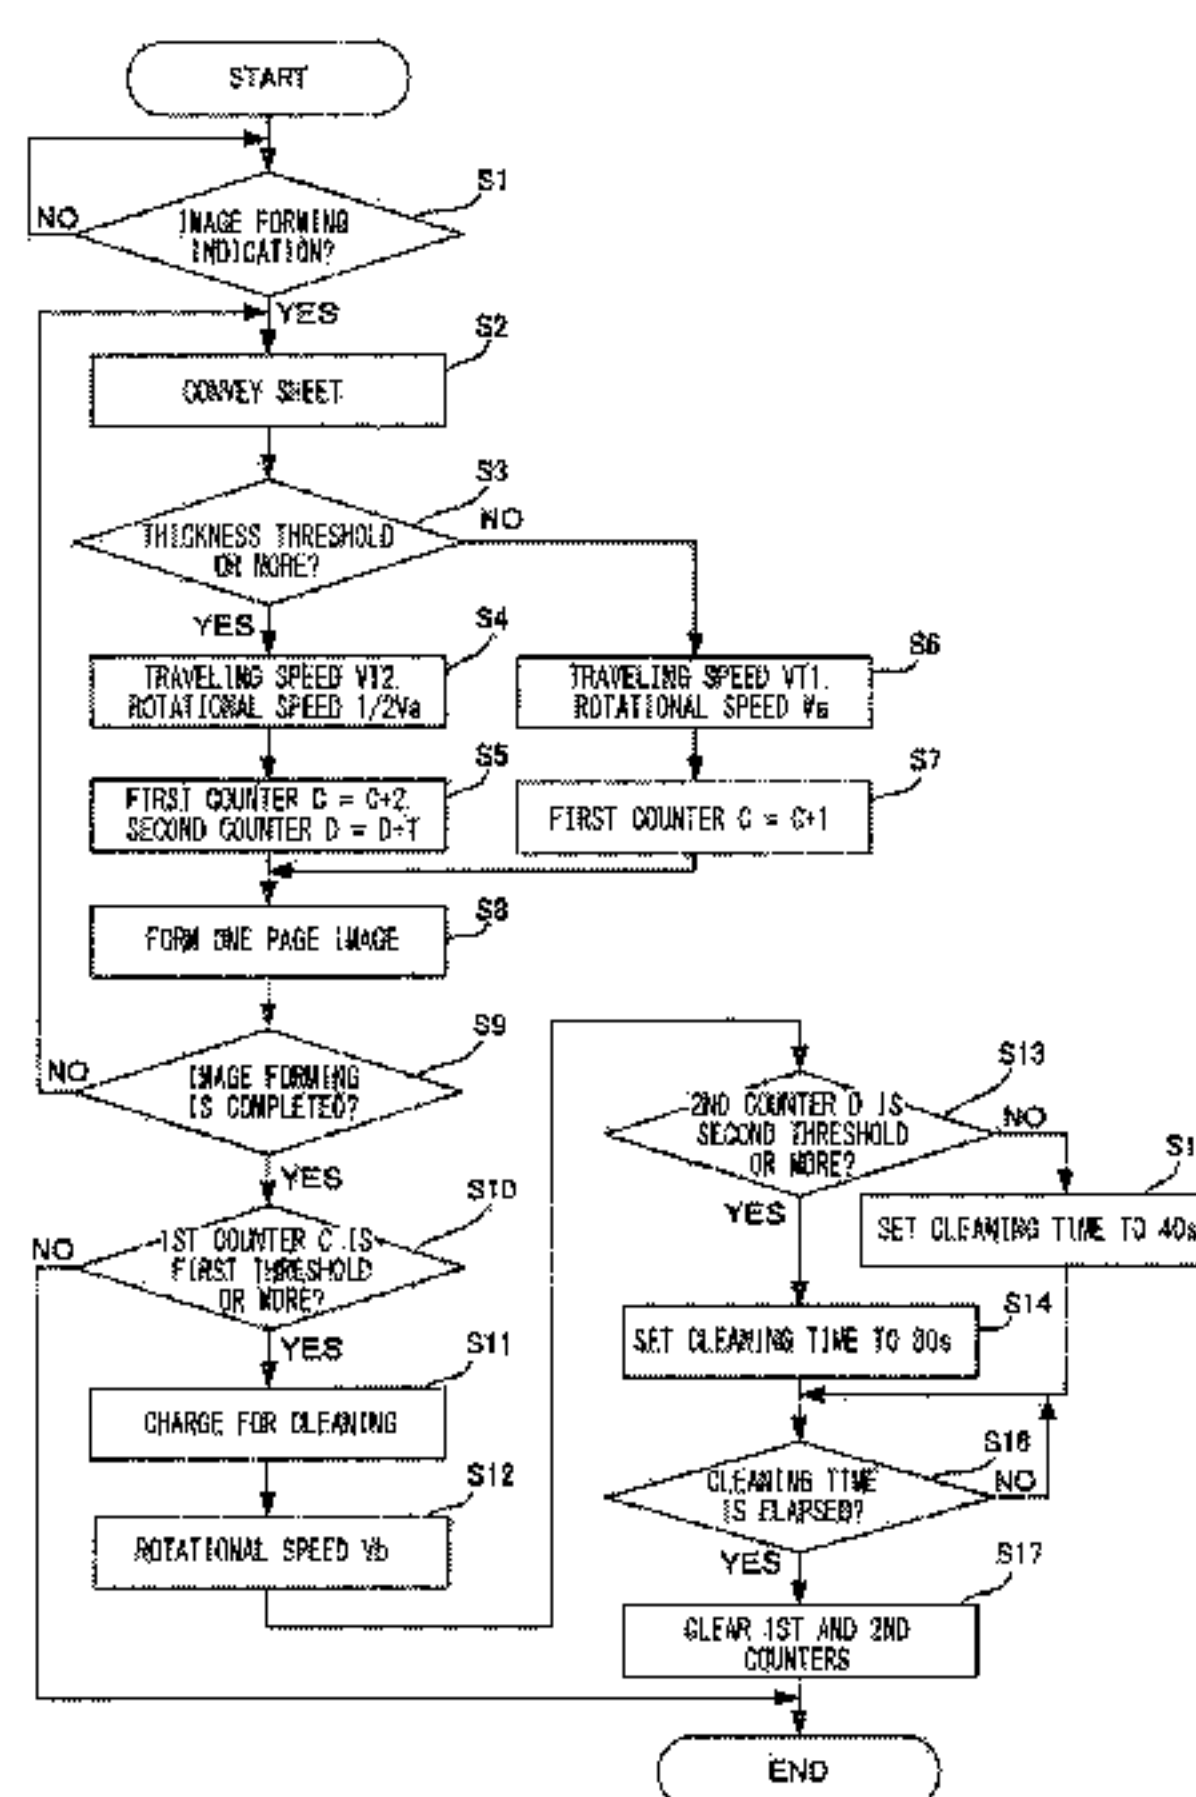 START
S1
NO
IMAGE FORMING
INDICATION?
YES
S2
CONVEY SHEET
S3
NO
THICKNESS THRESHOLD
OR MORE?
YES
S4
TRAVELING SPEED VT2.
ROTATIONAL SPEED 1/2Va
S6
TRAVELING SPEED VT1.
ROTATIONAL SPEED Va
S5
FIRST COUNTER C = C+2.
SECOND COUNTER D = D+1
S7
FIRST COUNTER C = C+1
S8
FORM ONE PAGE IMAGE
S9
NO
IMAGE FORMING
IS COMPLETED?
YES
S10
NO
1ST COUNTER C IS
FIRST THRESHOLD
OR MORE?
YES
S11
CHARGE FOR CLEANING
S12
ROTATIONAL SPEED Vb
S13
2ND COUNTER D IS
SECOND THRESHOLD
OR MORE?
NO
YES
SET CLEANING TIME TO 40s
S14
SET CLEANING TIME TO
S16
CLEANING TIME
IS ELAPSED?
NO
YES
S17
CLEAR 1ST AND 2ND
COUNTERS
END